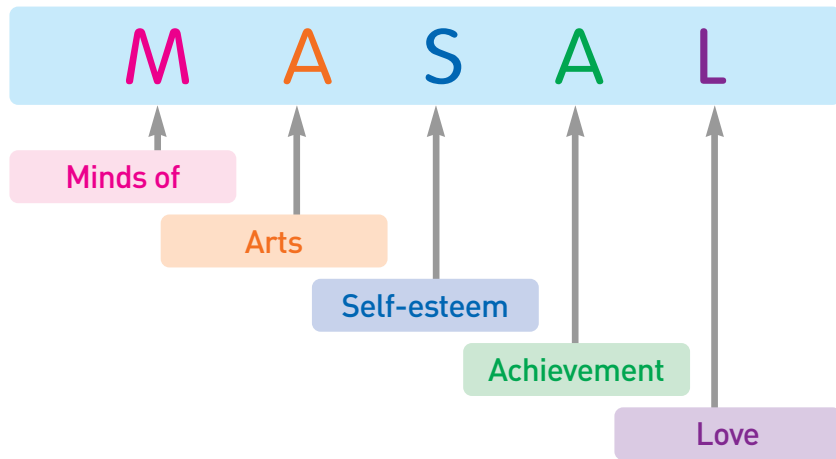 M A S A L
Minds of
Arts
Self-esteem
Achievement
Love